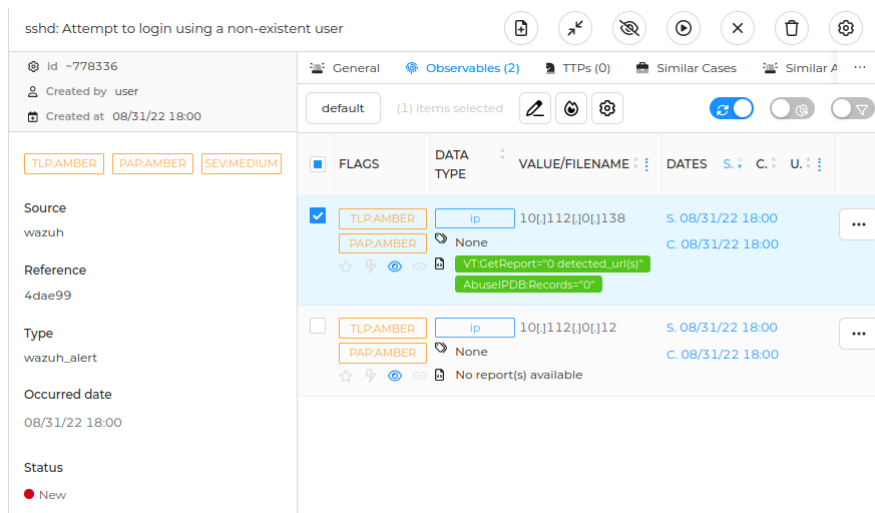 sshd: Attempt to login using a non-existent user
Id ~778336
Created by user
Created at 08/31/22 18:00
TLP:AMBER PAP:AMBER SEV:MEDIUM
Source
wazuh
Reference
4dae99
Type
wazuh_alert
Occurred date
08/31/22 18:00
Status
New
General Observables (2) TTPs (0) Similar Cases Similar A ...
default (1) items selected
FLAGS DATA TYPE VALUE/FILENAME DATES S. C. U.
TLP:AMBER ip 10[.]112[.]0[.]138 S. 08/31/22 18:00
PAP:AMBER None C. 08/31/22 18:00
VT:GetReport="0 detected_url(s)"
AbuseIPDB:Records="0"
TLP:AMBER ip 10[.]112[.]0[.]12 S. 08/31/22 18:00
PAP:AMBER None C. 08/31/22 18:00
No report(s) available